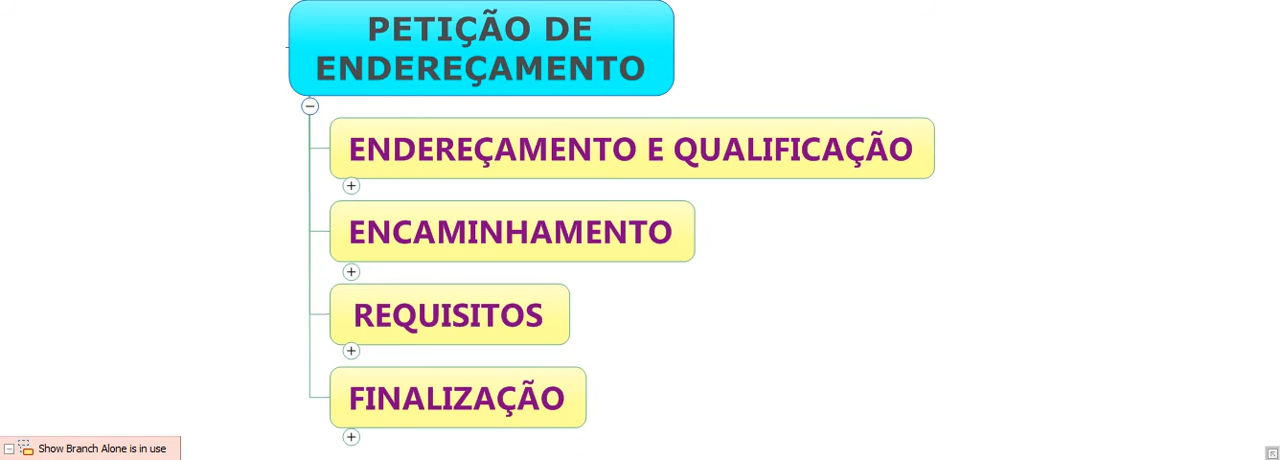 PETIÇÃO DE
ENDEREÇAMENTO
ENDEREÇAMENTO E QUALIFICAÇÃO
ENCAMINHAMENTO
REQUISITOS
FINALIZAÇÃO
Show Branch Alone is in use